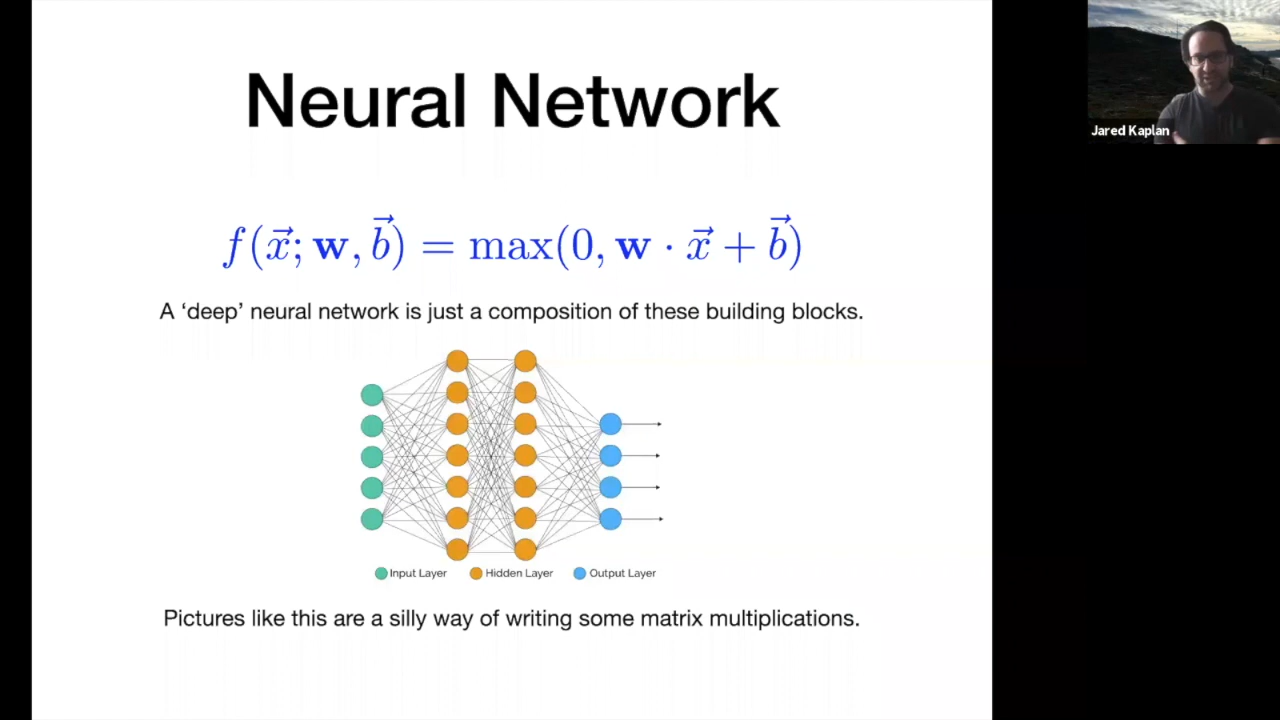 Neural Network
f(x⃗; w, b⃗) = max(0, w · x⃗ + b⃗)
A ‘deep’ neural network is just a composition of these building blocks.
Input Layer Hidden Layer Output Layer
Pictures like this are a silly way of writing some matrix multiplications.
Jared Kaplan